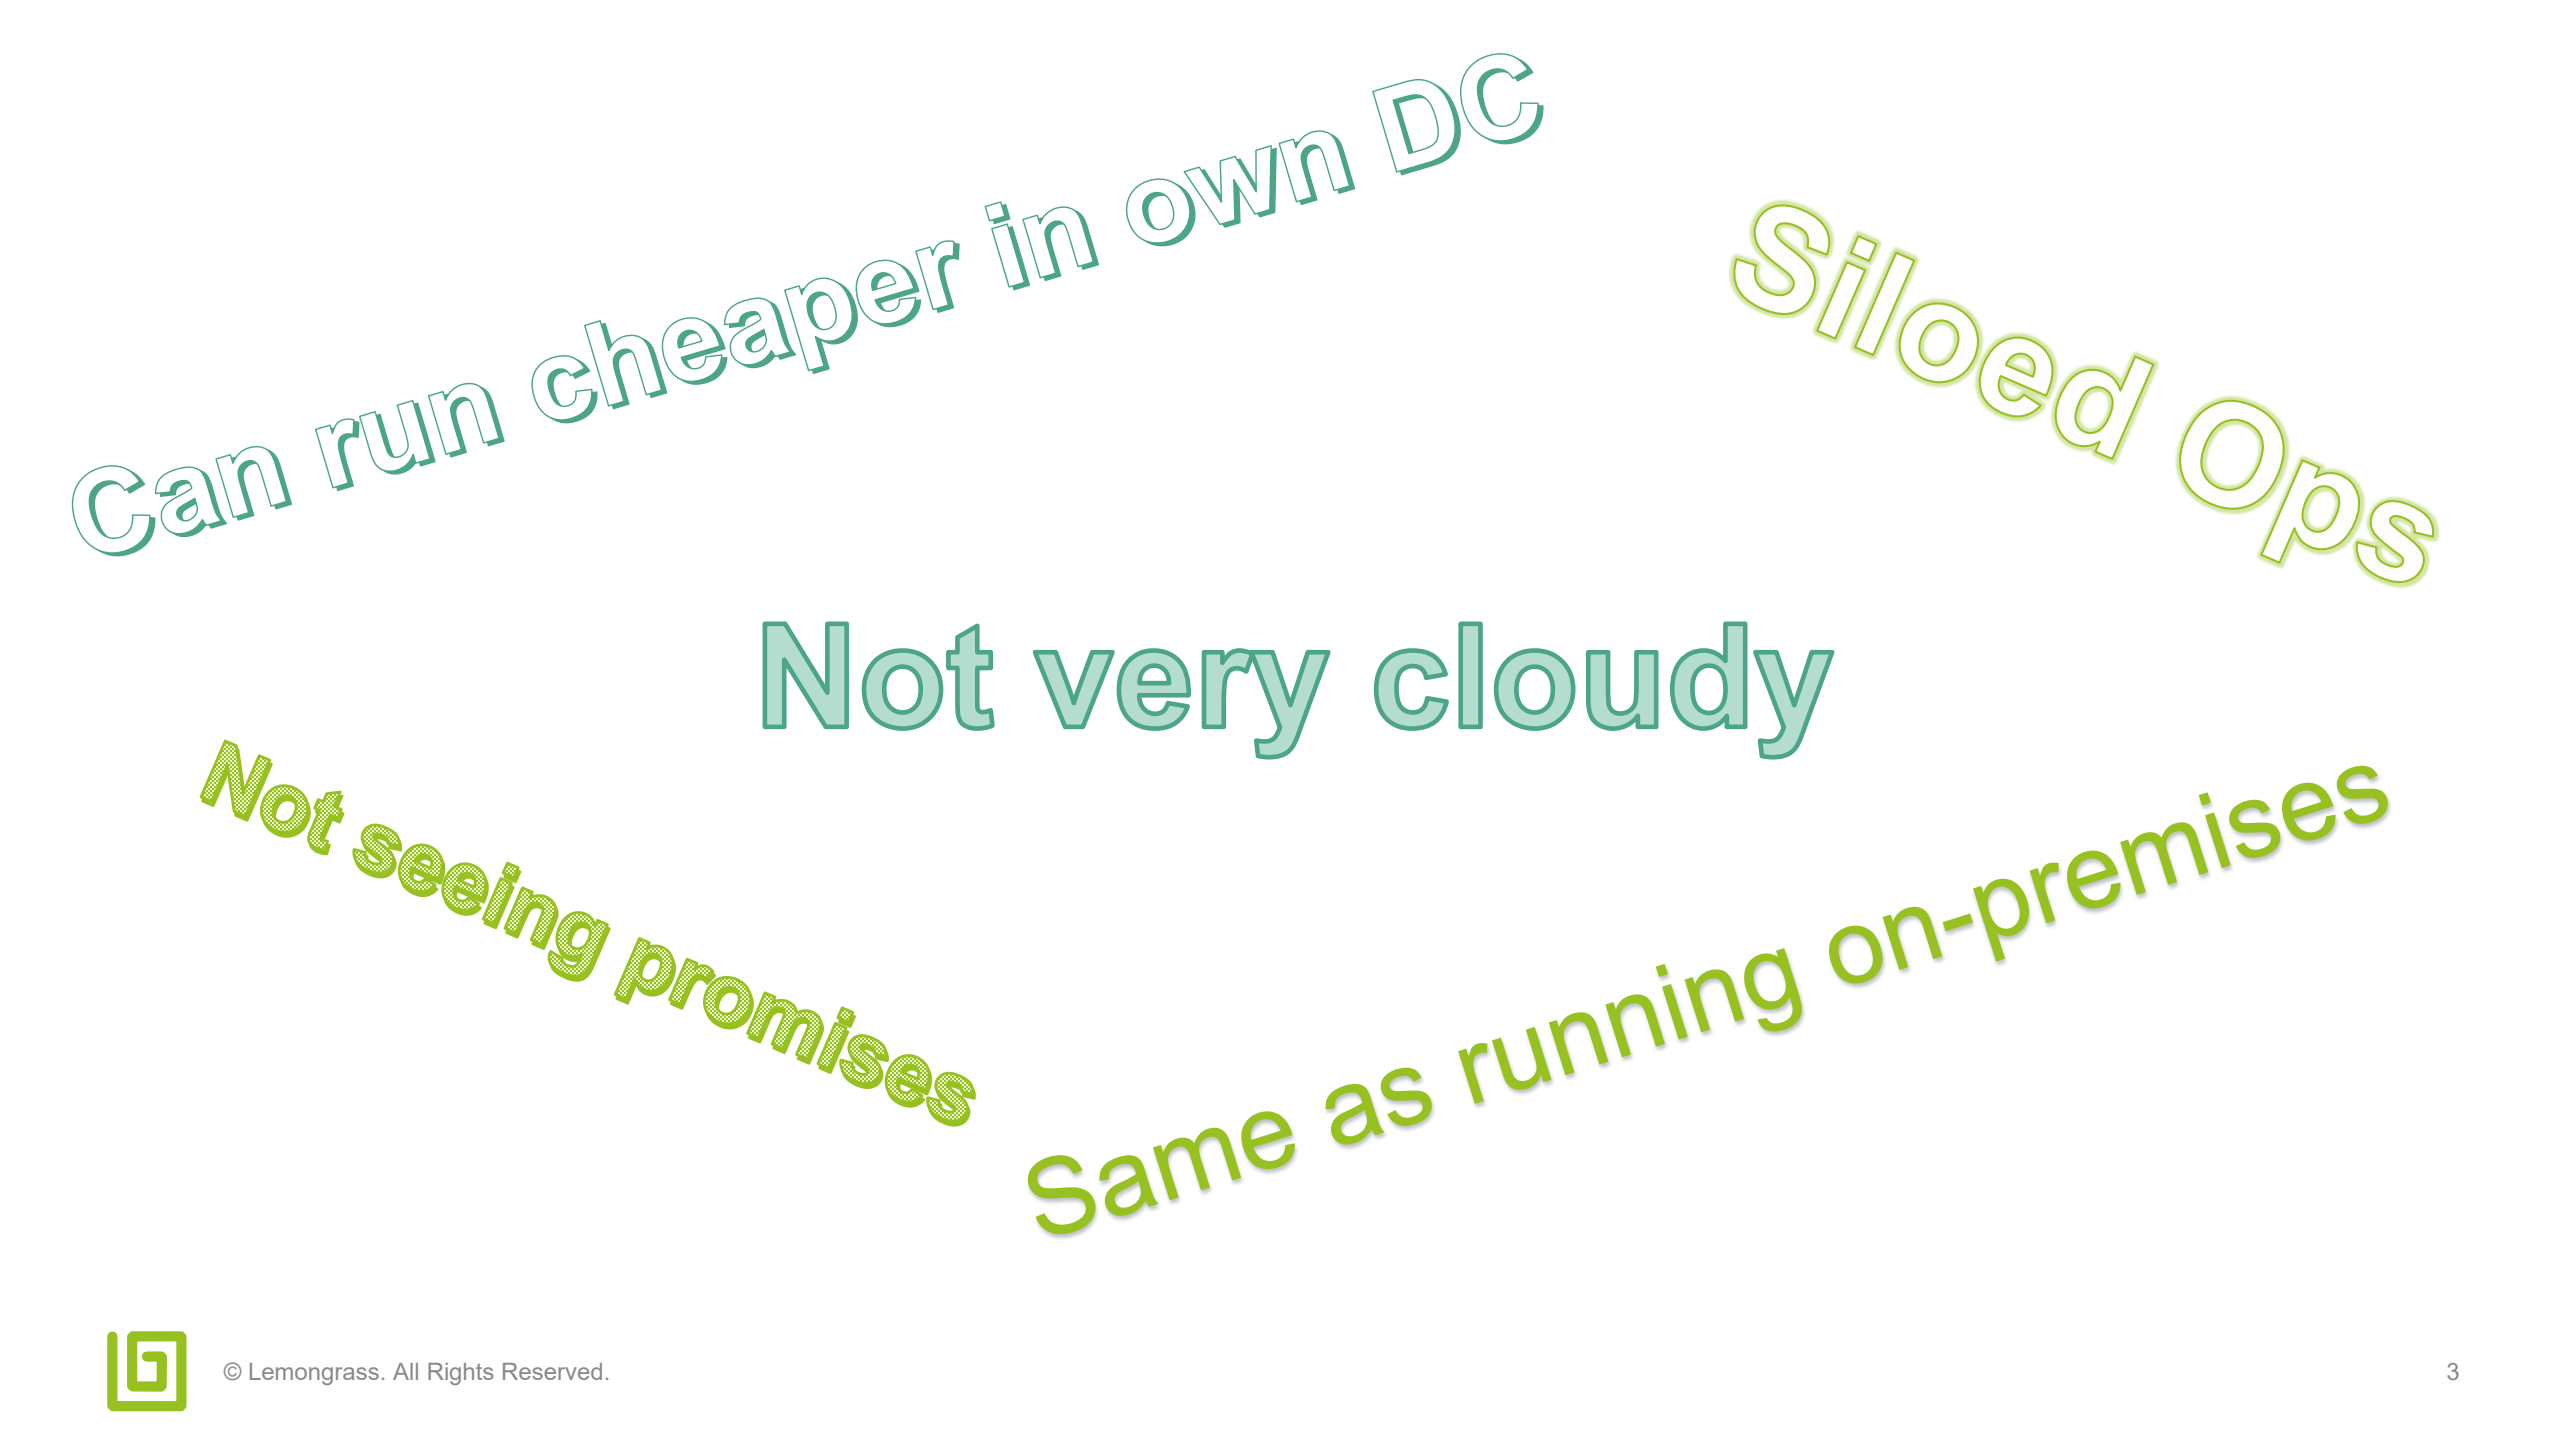 Can run cheaper in own DC
Siloed Ops
Not very cloudy
Not seeing promises
Same as running on-premises
© Lemongrass. All Rights Reserved.
3